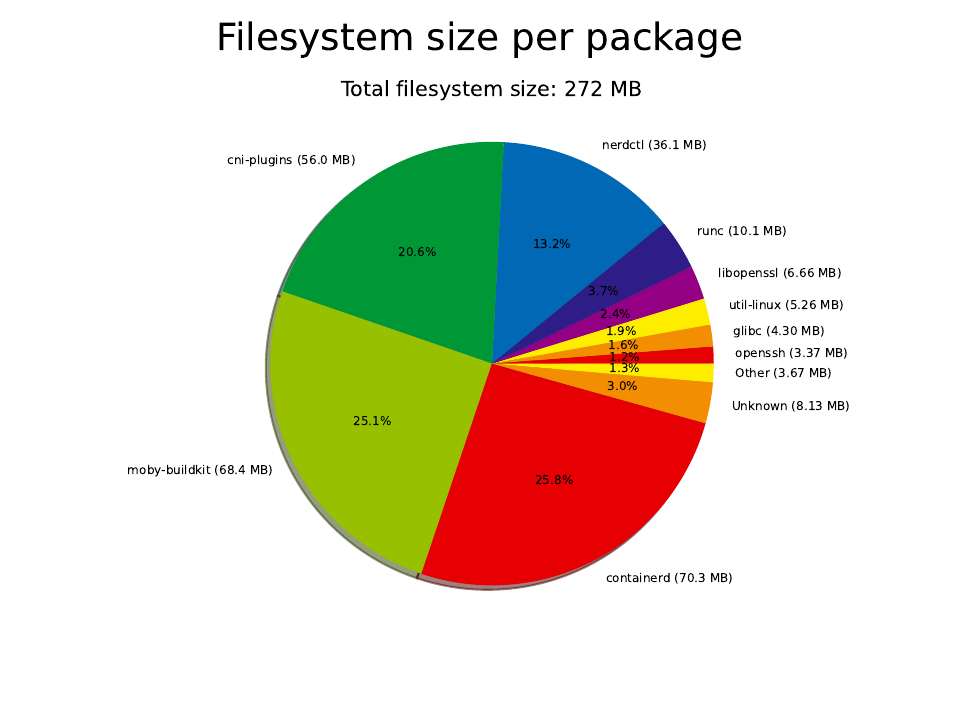 Filesystem size per package
Total filesystem size: 272 MB
nerdctl (36.1 MB)
cni-plugins (56.0 MB)
runc (10.1 MB)
13.2%
20.6%
libopenssl (6.66 MB)
3.7%
util-linux (5.26 MB)
2.4%
glibc (4.30 MB)
1.9%
1.6%
openssh (3.37 MB)
1.2%
1.3%
Other (3.67 MB)
3.0%
Unknown (8.13 MB)
25.1%
moby-buildkit (68.4 MB)
25.8%
containerd (70.3 MB)